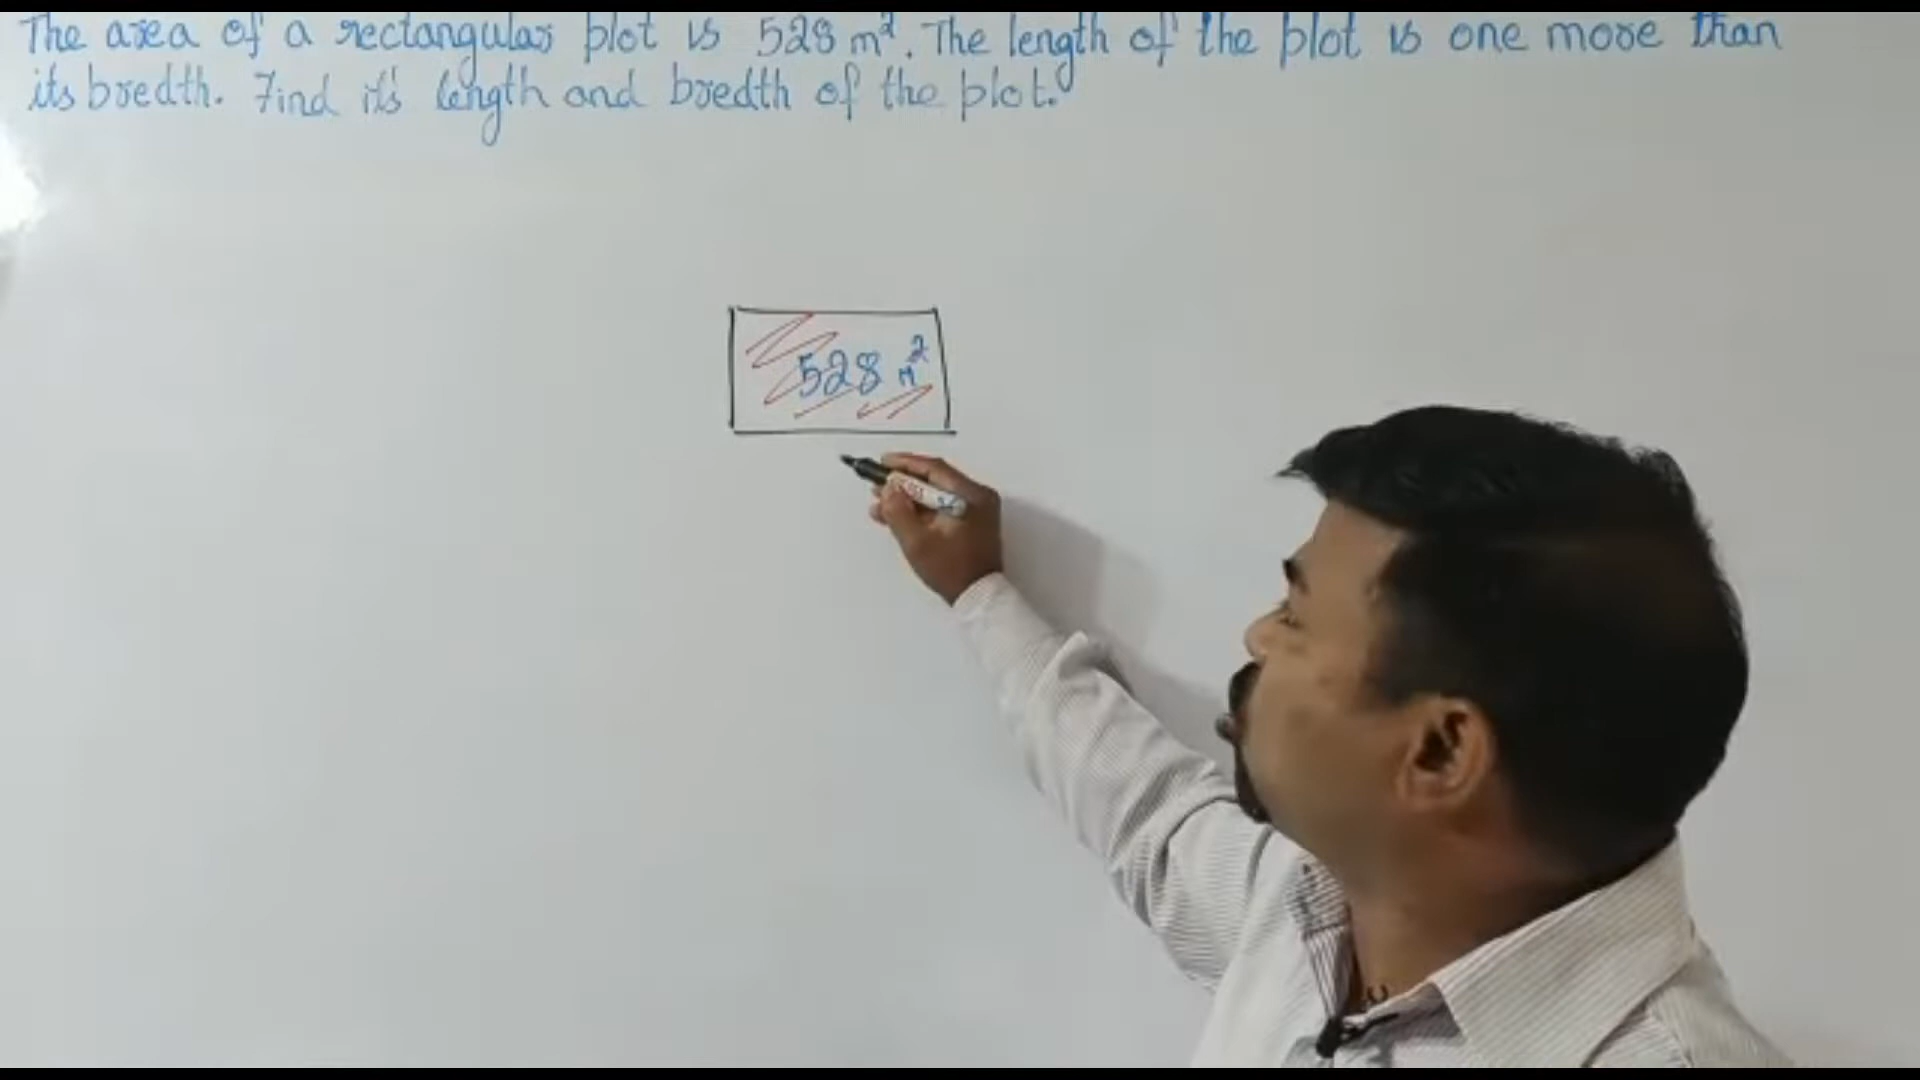 The area of a rectangular plot is 528 m². The length of the plot is one more than
its bredth. Find it's length and bredth of the plot.
528 m²